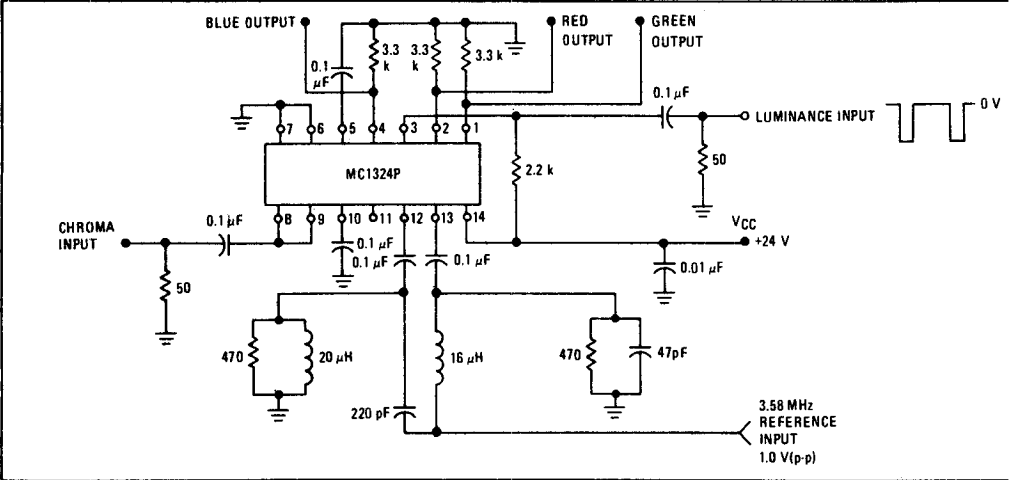 BLUE OUTPUT
RED
OUTPUT
GREEN
OUTPUT
0.1
µF
3.3
k
3.3
k
3.3 k
0.1 µF
LUMINANCE INPUT
0 V
7 6 5 4 3 2 1
50
MC1324P
2.2 k
8 9 10 11 12 13 14
CHROMA
INPUT
0.1 µF
VCC
+24 V
0.1 µF
0.1 µF
0.1 µF
0.01 µF
50
470
20 µH
16 µH
470
47pF
220 pF
3.58 MHz
REFERENCE
INPUT
1.0 V(p-p)